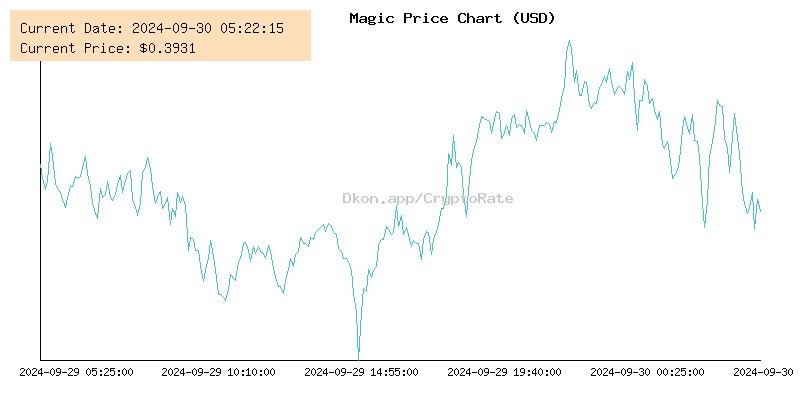 Magic Price Chart (USD)
Current Date: 2024-09-30 05:22:15
Current Price: $0.3931
Dkon.app/CryptoRate
2024-09-29 05:25:00 2024-09-29 10:10:00 2024-09-29 14:55:00 2024-09-29 19:40:00 2024-09-30 00:25:00 2024-09-30